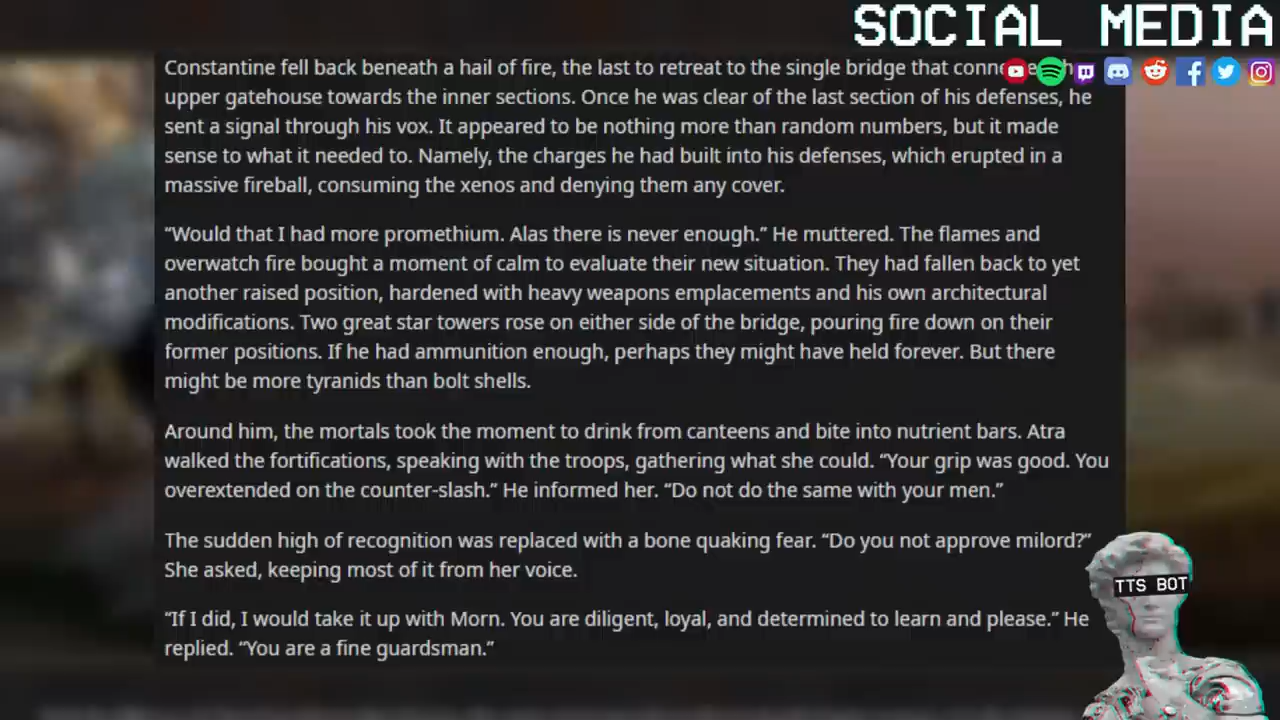 SOCIAL MEDIA
Constantine fell back beneath a hail of fire, the last to retreat to the single bridge that
upper gatehouse towards the inner sections. Once he was clear of the last section of his defenses, he
sent a signal through his vox. It appeared to be nothing more than random numbers, but it made
sense to what it needed to. Namely, the charges he had built into his defenses, which erupted in a
massive fireball, consuming the xenos and denying them any cover.
“Would that I had more promethium. Alas there is never enough.” He muttered. The flames and
overwatch fire bought a moment of calm to evaluate their new situation. They had fallen back to yet
another raised position, hardened with heavy weapons emplacements and his own architectural
modifications. Two great star towers rose on either side of the bridge, pouring fire down on their
former positions. If he had ammunition enough, perhaps they might have held forever. But there
might be more tyranids than bolt shells.
Around him, the mortals took the moment to drink from canteens and bite into nutrient bars. Atra
walked the fortifications, speaking with the troops, gathering what she could. “Your grip was good. You
overextended on the counter-slash.” He informed her. “Do not do the same with your men.”
The sudden high of recognition was replaced with a bone quaking fear. “Do you not approve milord?”
She asked, keeping most of it from her voice.
“If I did, I would take it up with Morn. You are diligent, loyal, and determined to learn and please.” He
replied. “You are a fine guardsman.”
TTS BOT